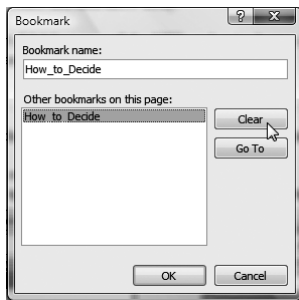 Bookmark
Bookmark name:
How_to_Decide
Other bookmarks on this page:
How_to_Decide
Clear
Go To
OK
Cancel